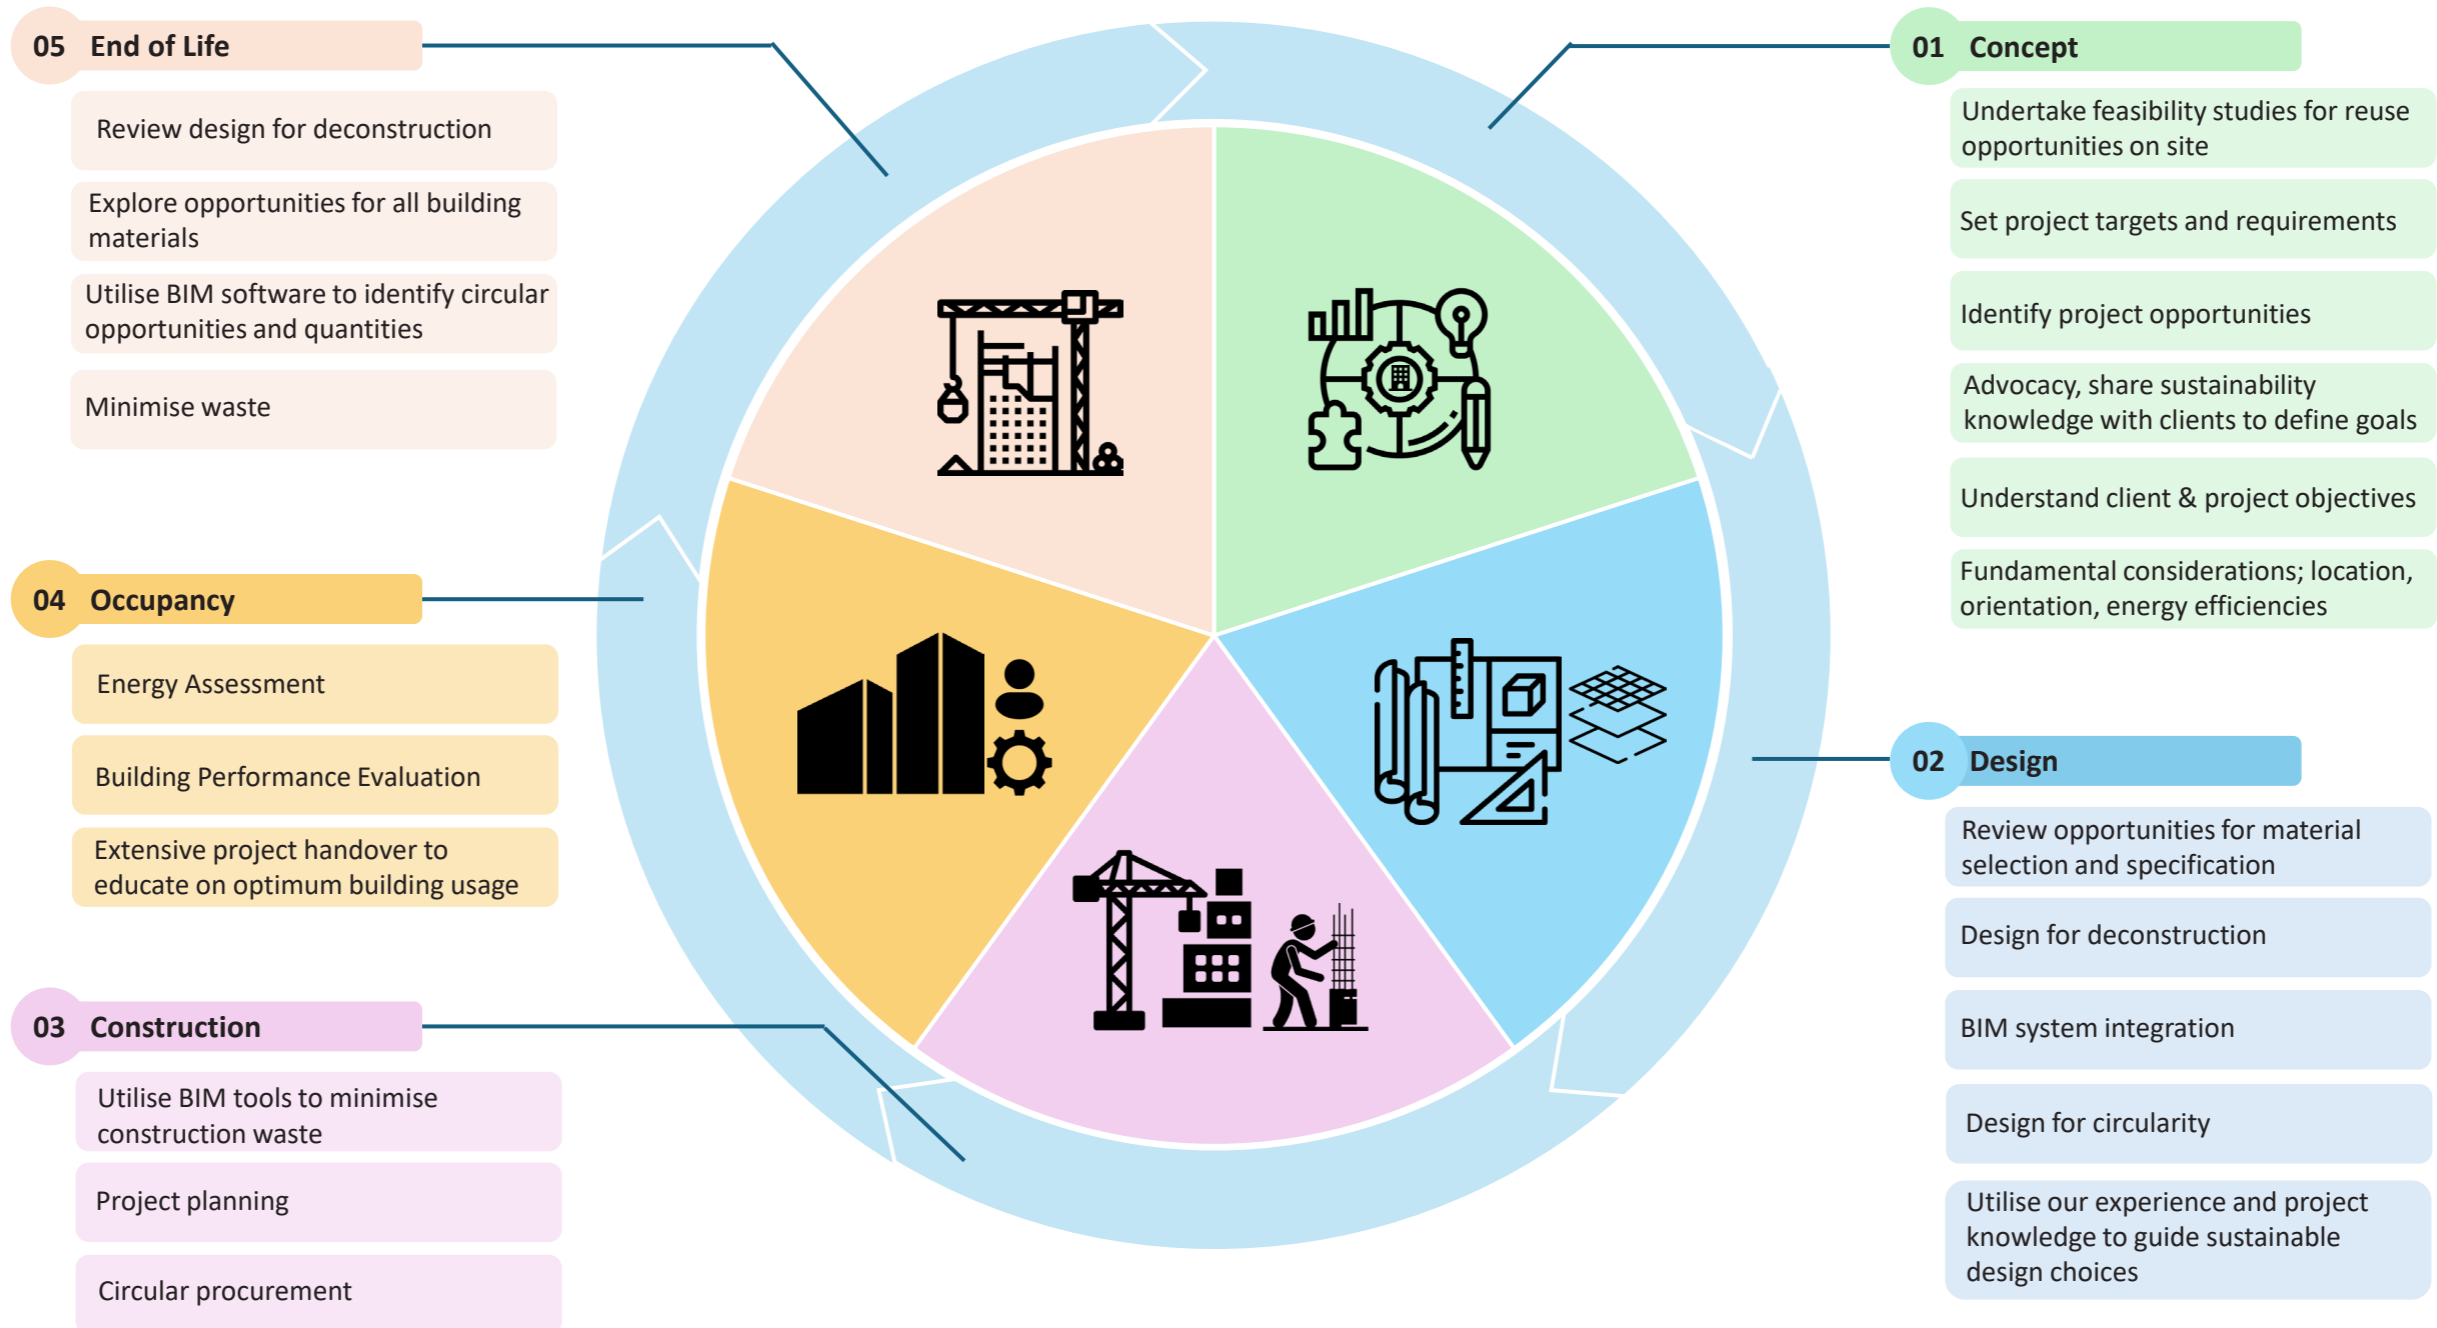 01 Concept
Undertake feasibility studies for reuse
opportunities on site
Set project targets and requirements
Identify project opportunities
Advocacy, share sustainability
knowledge with clients to define goals
Understand client & project objectives
Fundamental considerations; location,
orientation, energy efficiencies
02 Design
Review opportunities for material
selection and specification
Design for deconstruction
BIM system integration
Design for circularity
Utilise our experience and project
knowledge to guide sustainable
design choices
03 Construction
Utilise BIM tools to minimise
construction waste
Project planning
Circular procurement
04 Occupancy
Energy Assessment
Building Performance Evaluation
Extensive project handover to
educate on optimum building usage
05 End of Life
Review design for deconstruction
Explore opportunities for all building
materials
Utilise BIM software to identify circular
opportunities and quantities
Minimise waste